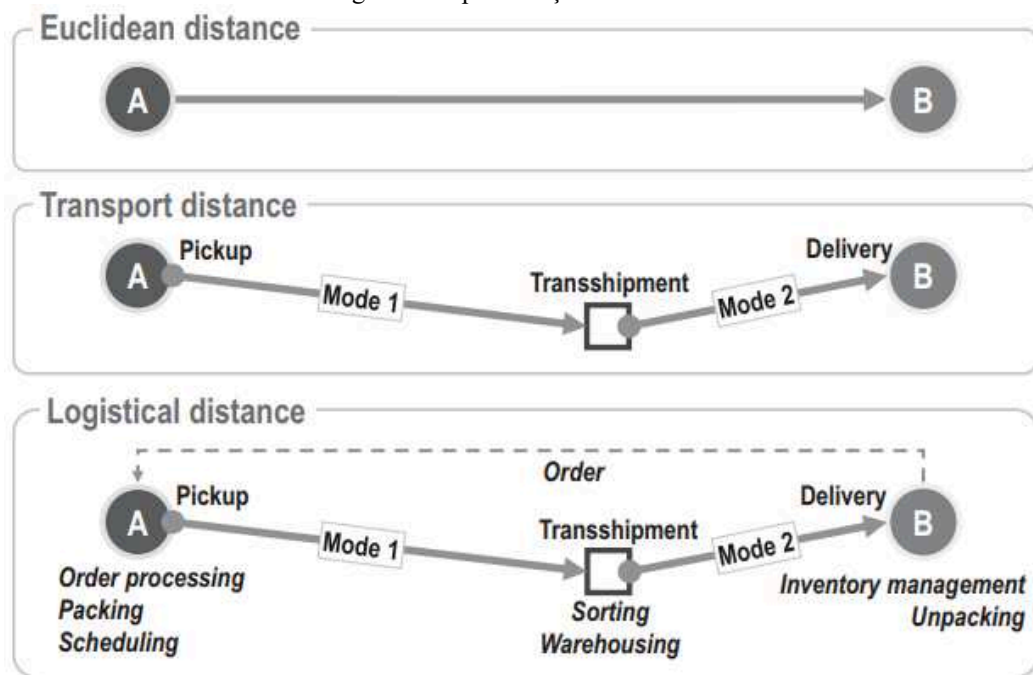 Euclidean distance
A
B
Transport distance
A
Pickup
Mode 1
Transshipment
Mode 2
Delivery
B
Logistical distance
Order
A
Pickup
Mode 1
Transshipment
Mode 2
Delivery
B
Order processing
Packing
Scheduling
Sorting
Warehousing
Inventory management
Unpacking